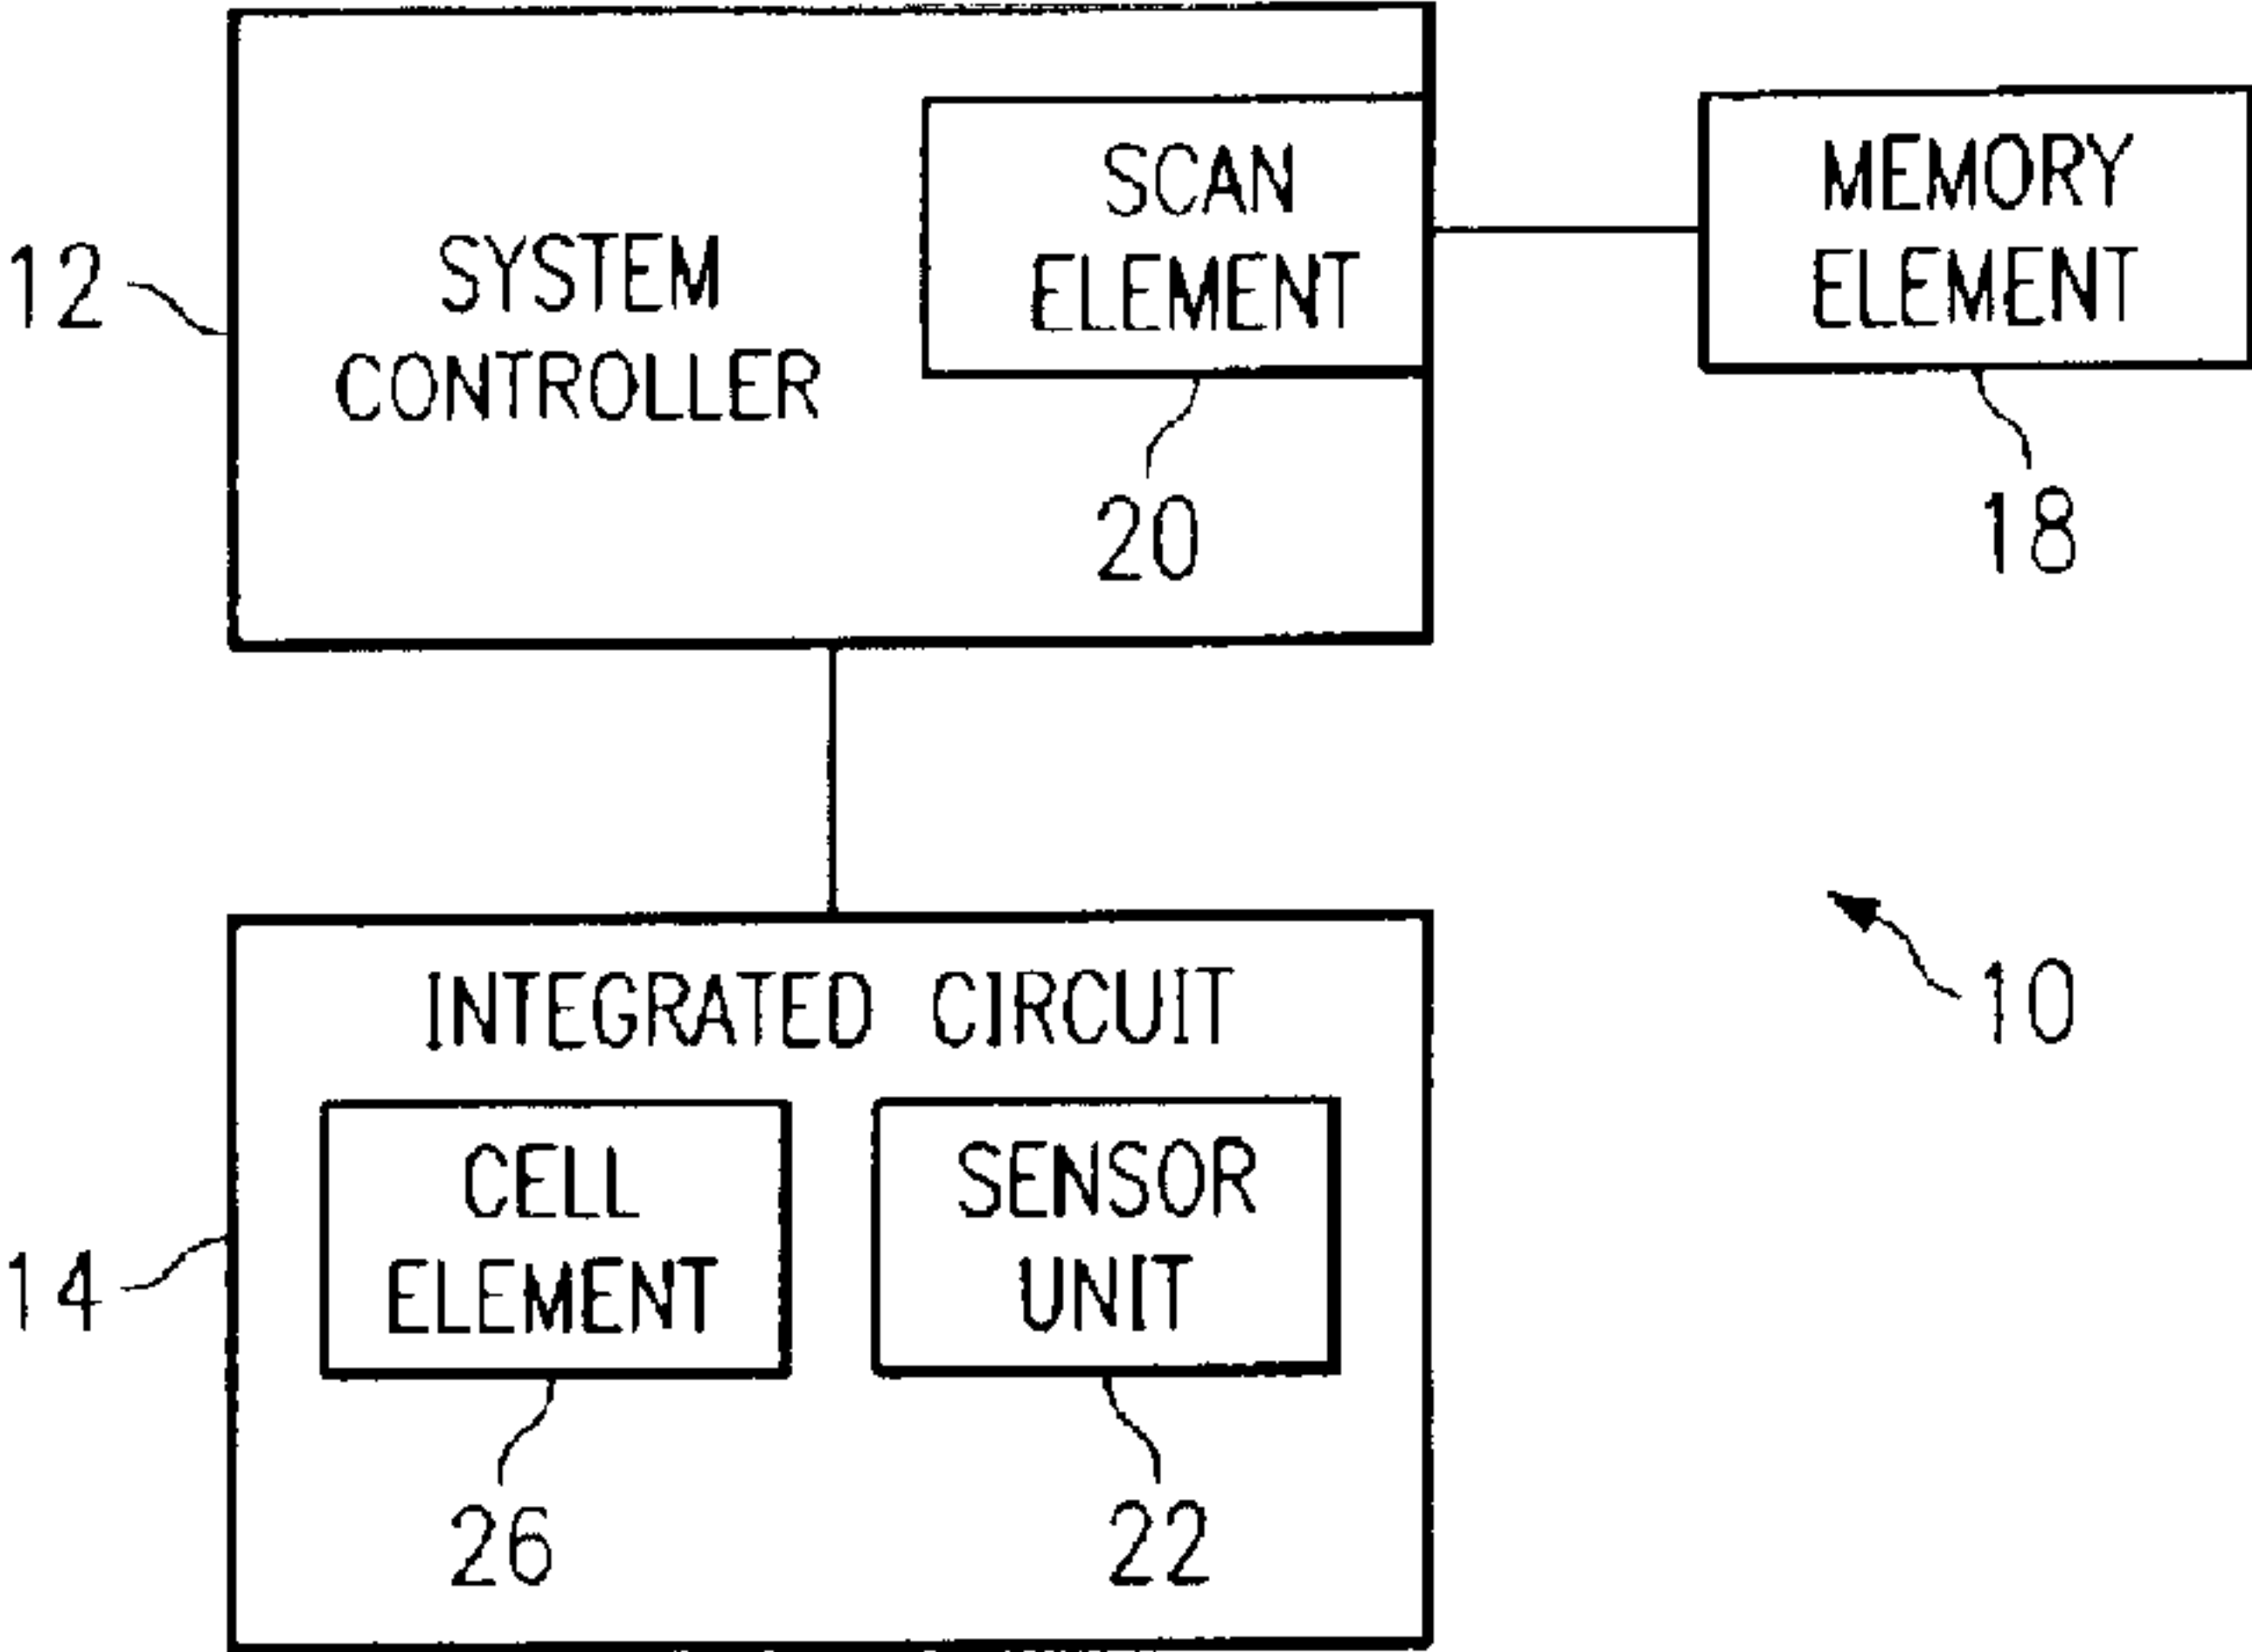 SYSTEM
CONTROLLER
12
SCAN
ELEMENT
20
MEMORY
ELEMENT
18
INTEGRATED CIRCUIT
14
CELL
ELEMENT
26
SENSOR
UNIT
22
10